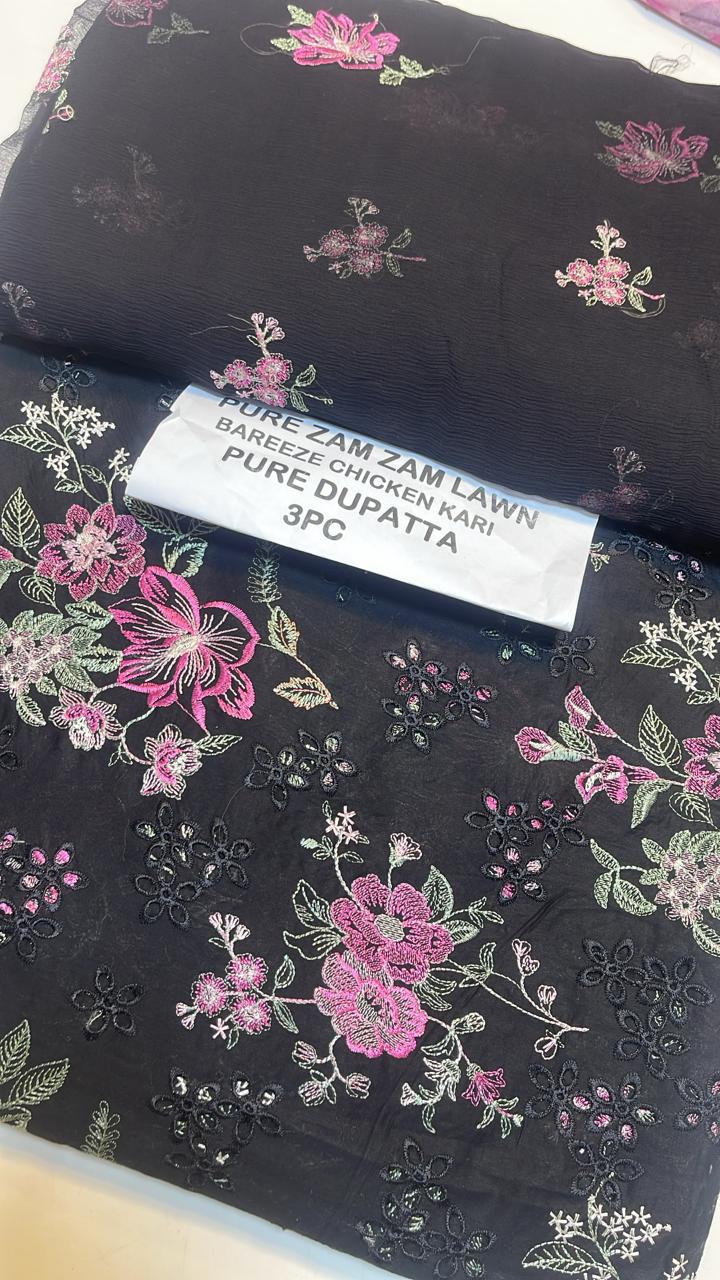 PURE ZAM ZAM LAWN
BAREEZE CHICKEN KARI
PURE DUPATTA
3PC